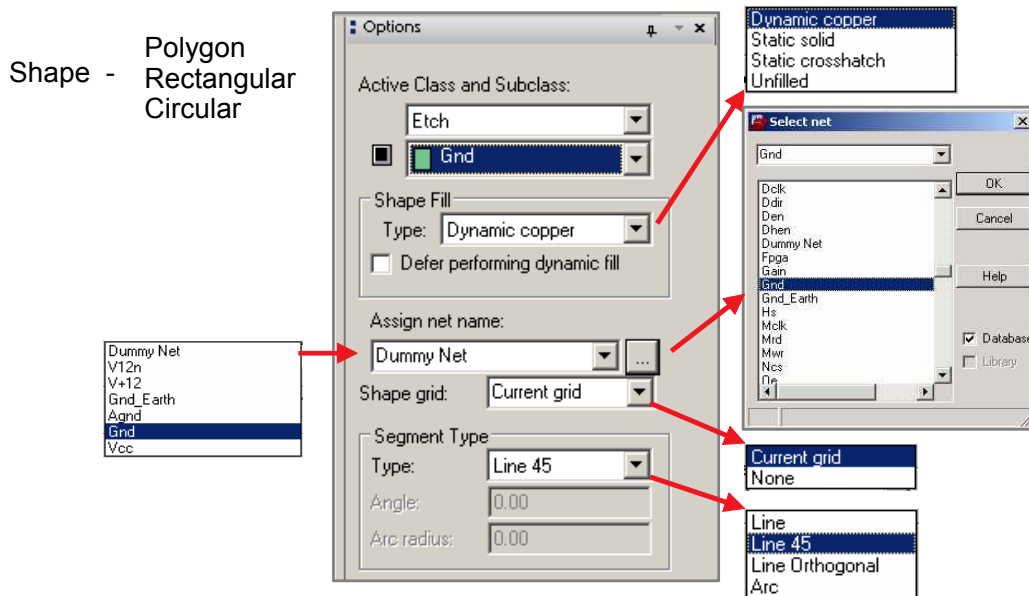 Shape -
Polygon
Rectangular
Circular
Options
Active Class and Subclass:
Etch
Gnd
Shape Fill
Type: Dynamic copper
Defer performing dynamic fill
Assign net name:
Dummy Net
...
Shape grid: Current grid
Segment Type
Type: Line 45
Angle: 0.00
Arc radius: 0.00
Dummy Net
V12n
V+12
Gnd_Earth
Agnd
Gnd
Vcc
Dynamic copper
Static solid
Static crosshatch
Unfilled
Select net
Gnd
Dclk
Ddir
Den
Dhen
Dummy Net
Fpga
Gain
Gnd
Gnd_Earth
Hs
Mclk
Mrd
Mwr
Ncs
Oe
OK
Cancel
Help
Database
Library
Current grid
None
Line
Line 45
Line Orthogonal
Arc